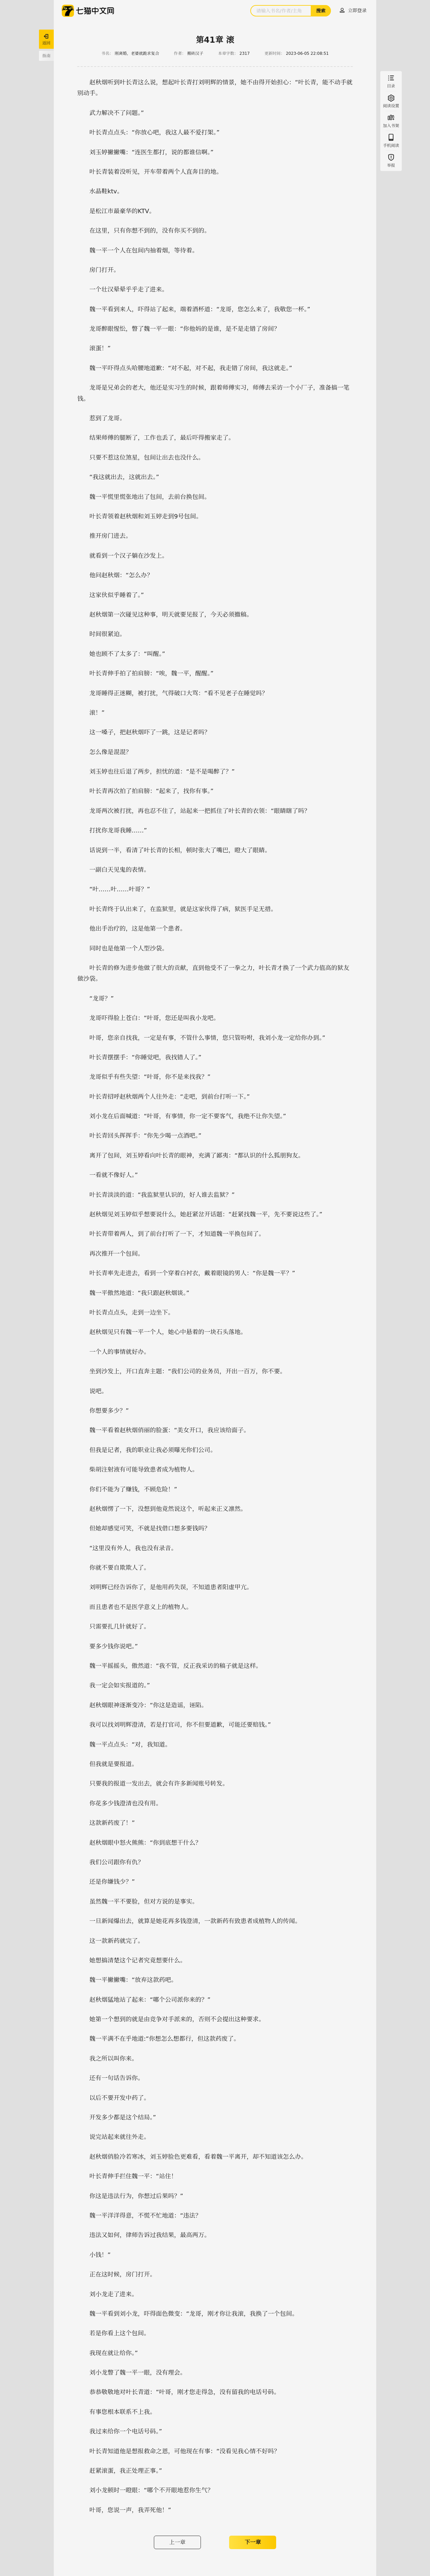 七猫中文网
搜索
立即登录
返回
书籍
目录
阅读设置
加入书架
手机阅读
举报
第41章 滚
本章字数： 2317
更新时间： 2023-06-05 22:08:51
赵秋烟听到叶长青这么说，想起叶长青打刘明辉的情景，她不由得开始担心：“叶长青，能不动手就
别动手。
武力解决不了问题。”
叶长青点点头：“你放心吧，我这人最不爱打架。”
刘玉婷撇撇嘴：“连医生都打，说的都谁信啊。”
叶长青装着没听见，开车带着两个人直奔目的地。
水晶鞋ktv。
是松江市最豪华的KTV。
在这里，只有你想不到的，没有你买不到的。
魏一平一个人在包间内抽着烟，等待着。
房门打开。
一个壮汉晕晕乎乎走了进来。
魏一平看到来人，吓得站了起来，端着酒杯道：“龙哥，您怎么来了，我敬您一杯。”
龙哥醉眼惺忪，瞥了魏一平一眼：“你他妈的是谁，是不是走错了房间？
滚蛋！”
魏一平吓得点头哈腰地道歉：“对不起，对不起，我走错了房间，我这就走。”
龙哥是兄弟会的老大，他还是实习生的时候，跟着师傅实习，师傅去采访一个小厂子，准备搞一笔
钱。
惹到了龙哥。
结果师傅的腿断了，工作也丢了，最后吓得搬家走了。
只要不惹这位煞星，包间让出去也没什么。
“我这就出去，这就出去。”
魏一平慌里慌张地出了包间，去前台换包间。
叶长青领着赵秋烟和刘玉婷走到9号包间。
推开房门进去。
就看到一个汉子躺在沙发上。
他问赵秋烟：“怎么办？
这家伙似乎睡着了。”
赵秋烟第一次碰见这种事，明天就要见报了，今天必须撤稿。
时间很紧迫。
她也顾不了太多了：“叫醒。”
叶长青伸手拍了拍肩膀：“喂，魏一平，醒醒。”
龙哥睡得正迷糊，被打扰，气得破口大骂：“看不见老子在睡觉吗？
滚！”
这一嗓子，把赵秋烟吓了一跳，这是记者吗？
怎么像是混混？
刘玉婷也往后退了两步，担忧的道：“是不是喝醉了？”
叶长青再次拍了拍肩膀：“起来了，找你有事。”
龙哥两次被打扰，再也忍不住了，站起来一把抓住了叶长青的衣领：“眼睛瞎了吗？
打扰你龙哥我睡……”
话说到一半，看清了叶长青的长相，顿时张大了嘴巴，瞪大了眼睛。
一副白天见鬼的表情。
“叶……叶……叶哥？”
叶长青终于认出来了，在监狱里，就是这家伙得了病，狱医手足无措。
他出手治疗的，这是他第一个患者。
同时也是他第一个人型沙袋。
叶长青的修为进步他做了很大的贡献，直到他受不了一拳之力，叶长青才换了一个武力值高的狱友
做沙袋。
“龙哥？”
龙哥吓得脸上苍白：“叶哥，您还是叫我小龙吧。
叶哥，您亲自找我，一定是有事，不管什么事情，您只管吩咐，我刘小龙一定给你办到。”
叶长青摆摆手：“你睡觉吧，我找错人了。”
龙哥似乎有些失望：“叶哥，你不是来找我？”
叶长青招呼赵秋烟两个人往外走：“走吧，到前台打听一下。”
刘小龙在后面喊道：“叶哥，有事情，你一定不要客气，我绝不让你失望。”
叶长青回头挥挥手：“你先少喝一点酒吧。”
离开了包间，刘玉婷看向叶长青的眼神，充满了鄙夷：“都认识的什么狐朋狗友。
一看就不像好人。”
叶长青淡淡的道：“我监狱里认识的，好人谁去监狱？”
赵秋烟见刘玉婷似乎想要说什么，她赶紧岔开话题：“赶紧找魏一平，先不要说这些了。”
叶长青带着两人，到了前台打听了一下，才知道魏一平换包间了。
再次推开一个包间。
叶长青率先走进去，看到一个穿着白衬衣，戴着眼镜的男人：“你是魏一平？”
魏一平傲然地道：“我只跟赵秋烟谈。”
叶长青点点头，走到一边坐下。
赵秋烟见只有魏一平一个人，她心中悬着的一块石头落地。
一个人的事情就好办。
坐到沙发上，开口直奔主题：“我们公司的业务员，开出一百万，你不要。
说吧。
你想要多少？”
魏一平看着赵秋烟俏丽的脸蛋：“美女开口，我应该给面子。
但我是记者，我的职业让我必须曝光你们公司。
柴胡注射液有可能导致患者成为植物人。
你们不能为了赚钱，不顾危险！”
赵秋烟愣了一下，没想到他竟然说这个，听起来正义凛然。
但她却感觉可笑，不就是找借口想多要钱吗？
“这里没有外人，我也没有录音。
你就不要自欺欺人了。
刘明辉已经告诉你了，是他用药失误，不知道患者阳虚甲亢。
而且患者也不是医学意义上的植物人。
只需要扎几针就好了。
要多少钱你说吧。”
魏一平摇摇头，傲然道：“我不管，反正我采访的稿子就是这样。
我一定会如实报道的。”
赵秋烟眼神逐渐变冷：“你这是造谣，诬陷。
我可以找刘明辉澄清，若是打官司，你不但要道歉，可能还要赔钱。”
魏一平点点头：“对，我知道。
但我就是要报道。
只要我的报道一发出去，就会有许多新闻账号转发。
你花多少钱澄清也没有用。
这款新药废了！”
赵秋烟眼中怒火熊熊：“你到底想干什么？
我们公司跟你有仇？
还是你嫌钱少？”
虽然魏一平不要脸，但对方说的是事实。
一旦新闻爆出去，就算是她花再多钱澄清，一款新药有致患者成植物人的传闻。
这一款新药就完了。
她想搞清楚这个记者究竟想要什么。
魏一平撇撇嘴：“放弃这款药吧。
赵秋烟猛地站了起来：“哪个公司派你来的？”
她第一个想到的就是由竞争对手派来的，否则不会提出这种要求。
魏一平满不在乎地道:“你想怎么想都行，但这款药废了。
我之所以叫你来。
还有一句话告诉你。
以后不要开发中药了。
开发多少都是这个结局。”
说完站起来就往外走。
赵秋烟俏脸冷若寒冰，刘玉婷脸色更难看，看着魏一平离开，却不知道该怎么办。
叶长青伸手拦住魏一平：“站住！
你这是违法行为，你想过后果吗？”
魏一平洋洋得意，不慌不忙地道：“违法？
违法又如何，律师告诉过我结果，最高两万。
小钱！”
正在这时候，房门打开。
刘小龙走了进来。
魏一平看到刘小龙，吓得面色微变：“龙哥，刚才你让我滚，我换了一个包间。
若是你看上这个包间。
我现在就让给你。”
刘小龙瞥了魏一平一眼，没有理会。
恭恭敬敬地对叶长青道：“叶哥，刚才您走得急，没有留我的电话号码。
有事您根本联系不上我。
我过来给你一个电话号码。”
叶长青知道他是想报救命之恩，可他现在有事：“没看见我心情不好吗？
赶紧滚蛋，我正处理正事。”
刘小龙顿时一瞪眼：“哪个不开眼地惹你生气？
叶哥，您说一声，我弄死他！”
上一章
下一章